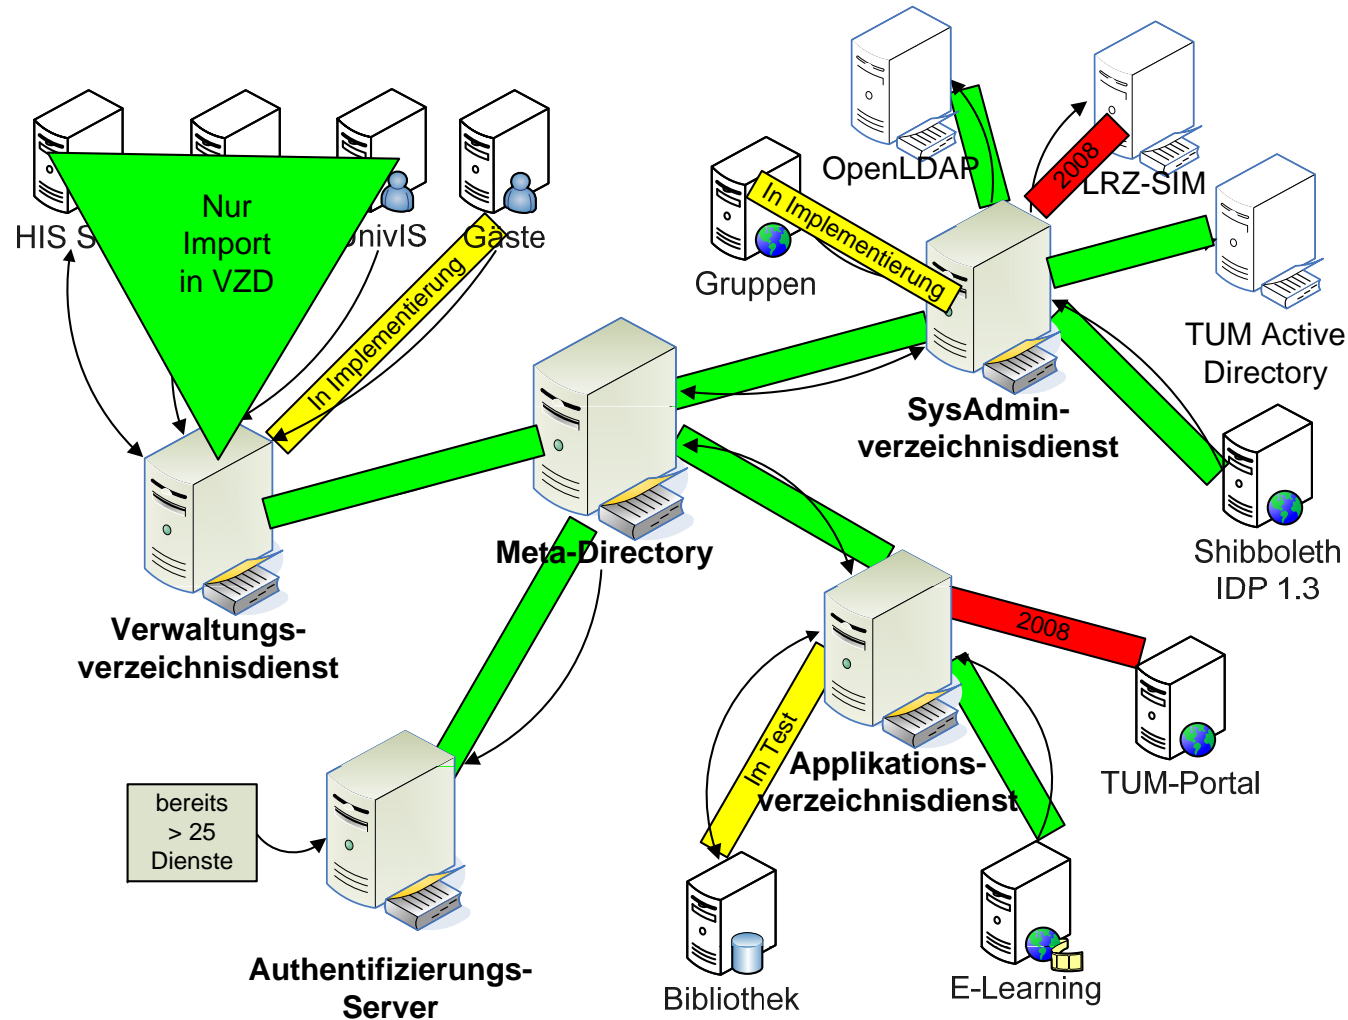 OpenLDAP
LRZ-SIM
2008
HIS S
UnivIS
Gäste
Nur
Import
in VZD
In Implementierung
In Implementierung
Gruppen
TUM Active
Directory
SysAdmin-
verzeichnisdienst
Meta-Directory
Shibboleth
IDP 1.3
Verwaltungs-
verzeichnisdienst
2008
Im Test
Applikations-
verzeichnisdienst
TUM-Portal
bereits
> 25
Dienste
Authentifizierungs-
Server
Bibliothek
E-Learning